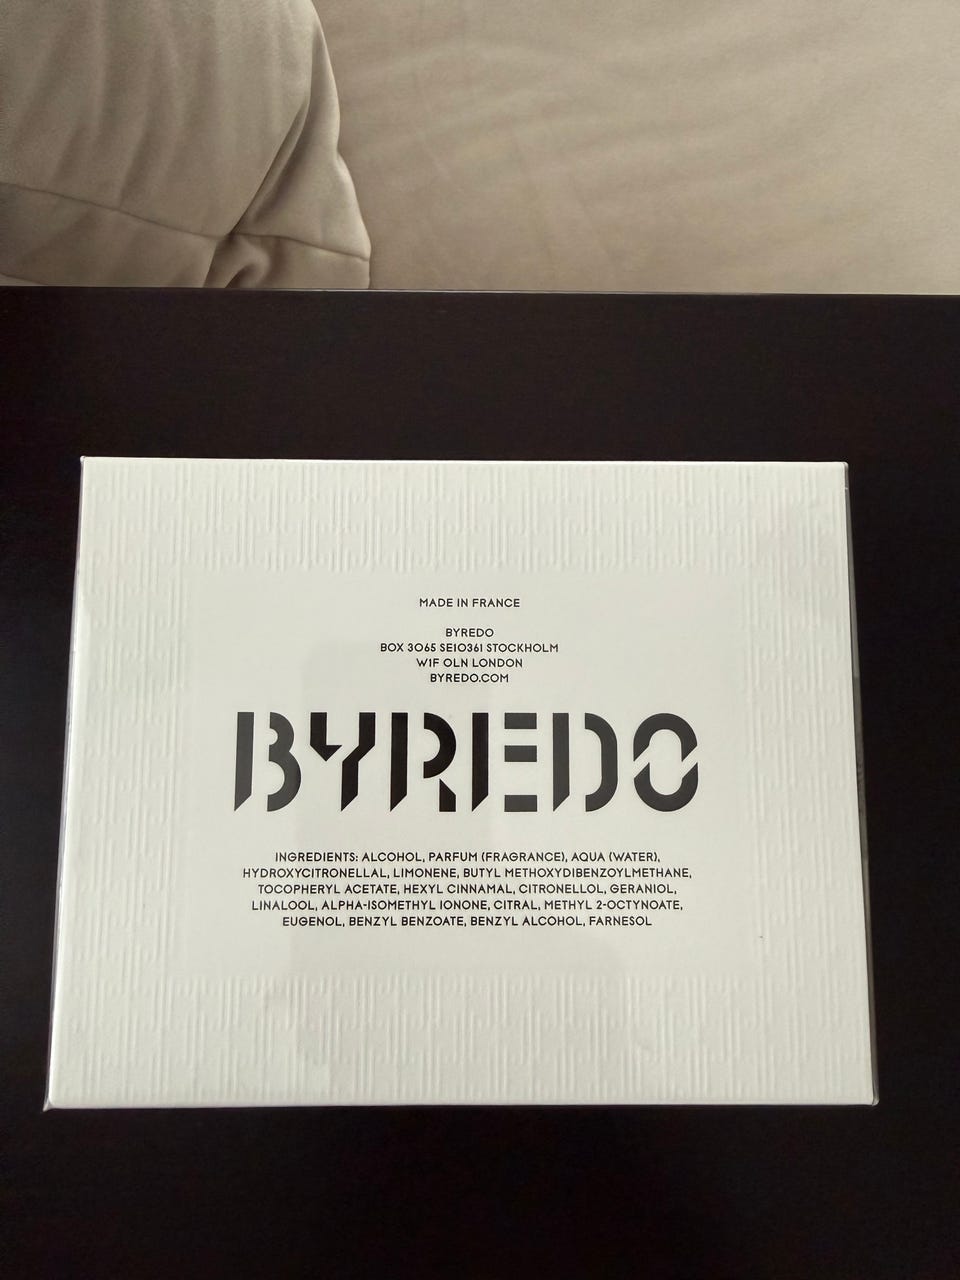 MADE IN FRANCE
BYREDO
BOX 3065 SE10361 STOCKHOLM
W1F OLN LONDON
BYREDO.COM
BYREDO
INGREDIENTS: ALCOHOL, PARFUM (FRAGRANCE), AQUA (WATER),
HYDROXYCITRONELLAL, LIMONENE, BUTYL METHOXYDIBENZOYLMETHANE,
TOCOPHERYL ACETATE, HEXYL CINNAMAL, CITRONELLOL, GERANIOL,
LINALOOL, ALPHA-ISOMETHYL IONONE, CITRAL, METHYL 2-OCTYNOATE,
EUGENOL, BENZYL BENZOATE, BENZYL ALCOHOL, FARNESOL